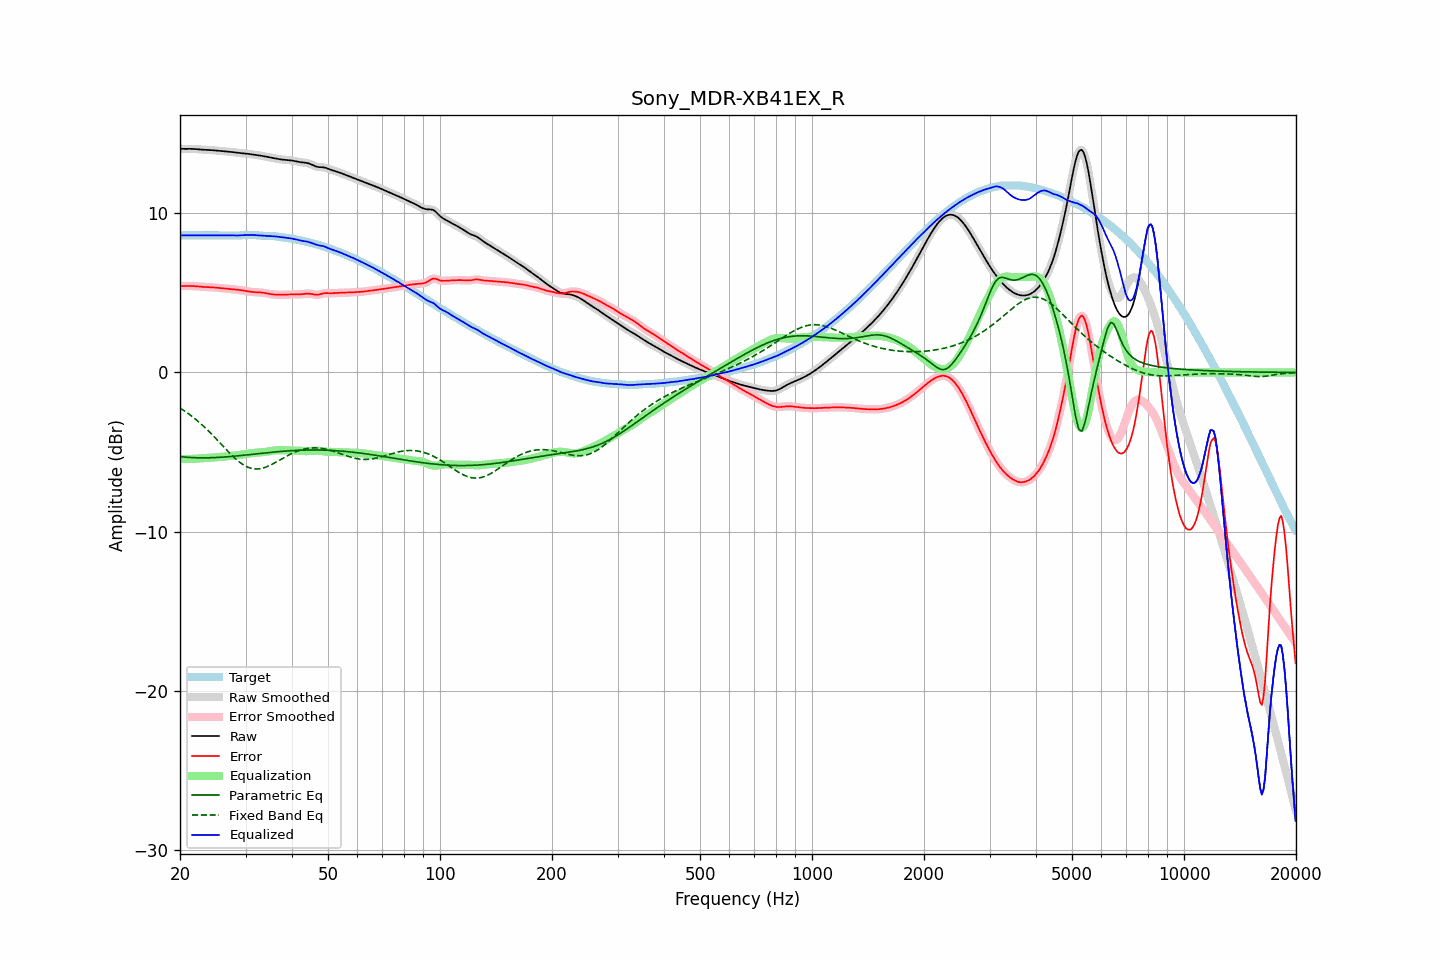 Sony_MDR-XB41EX_R
Amplitude (dBr)
10
0
−10
−20
−30
Target
Raw Smoothed
Error Smoothed
Raw
Error
Equalization
Parametric Eq
Fixed Band Eq
Equalized
20 50 100 200 500 1000 2000 5000 10000 20000
Frequency (Hz)